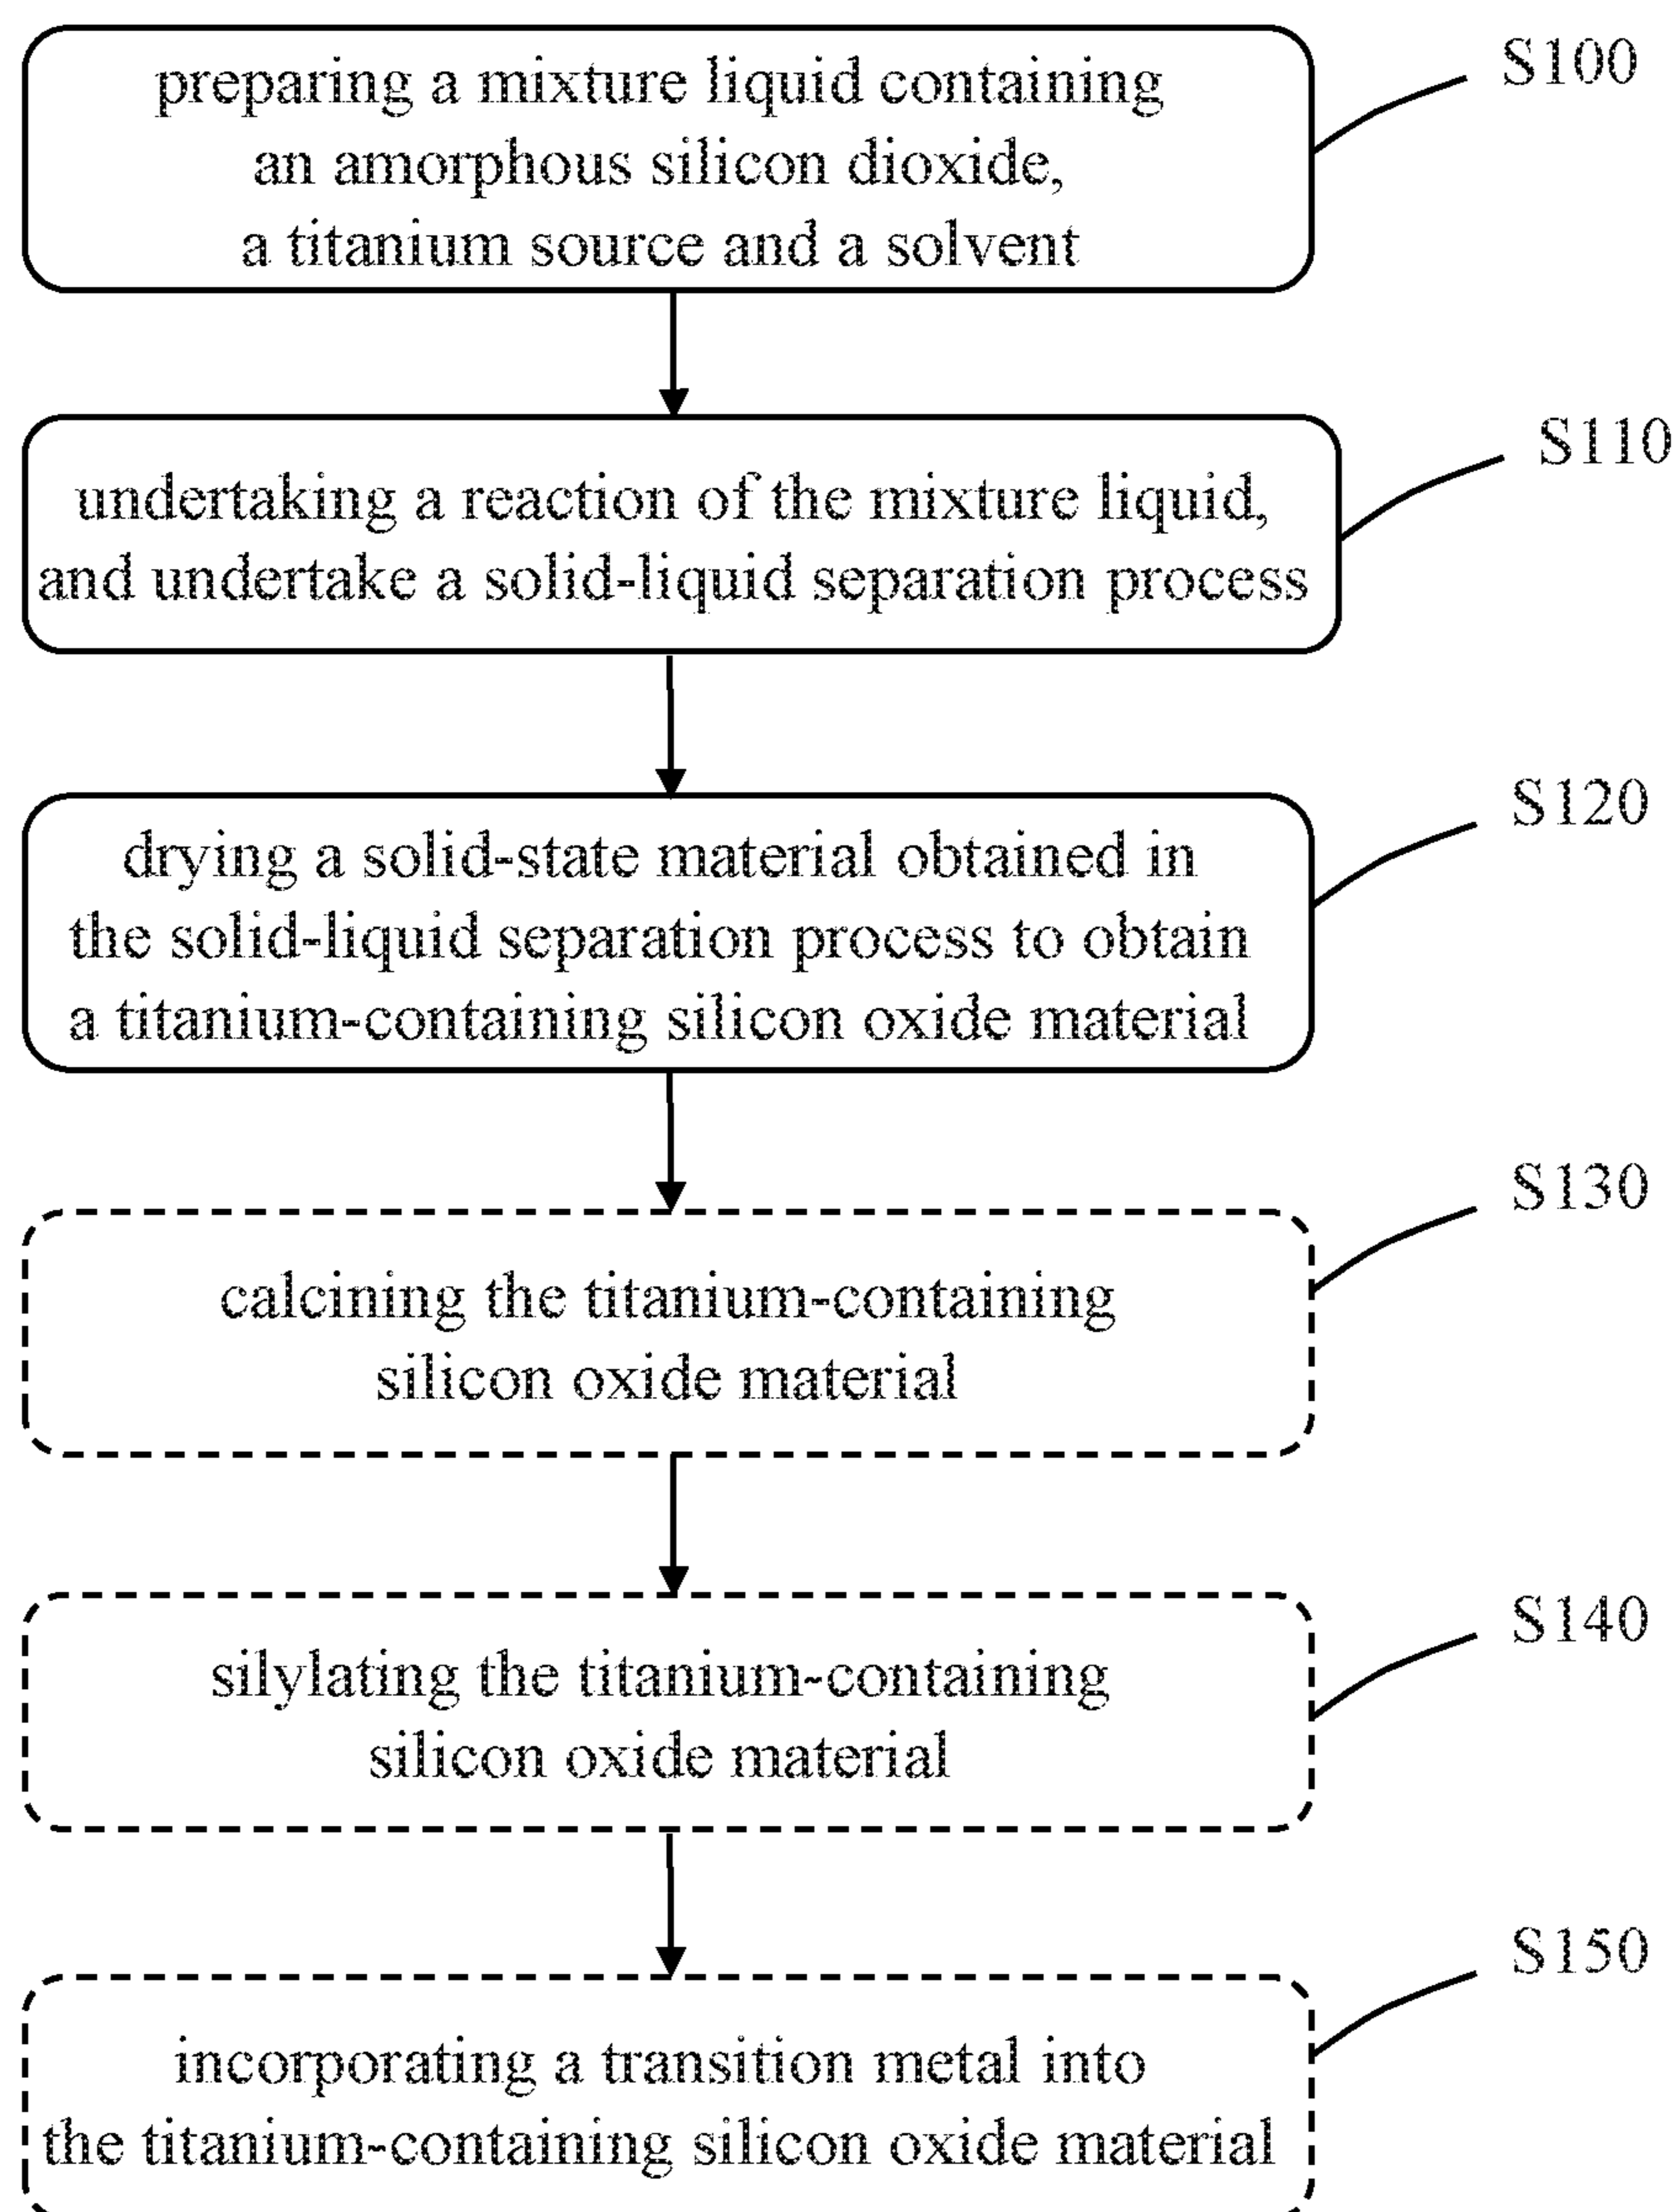 preparing a mixture liquid containing
an amorphous silicon dioxide,
a titanium source and a solvent
S100
undertaking a reaction of the mixture liquid,
and undertake a solid-liquid separation process
S110
drying a solid-state material obtained in
the solid-liquid separation process to obtain
a titanium-containing silicon oxide material
S120
calcining the titanium-containing
silicon oxide material
S130
silylating the titanium-containing
silicon oxide material
S140
incorporating a transition metal into
the titanium-containing silicon oxide material
S150